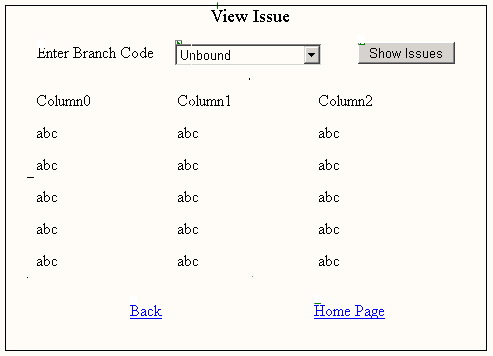 View Issue
Enter Branch Code Unbound Show Issues
Column0 Column1 Column2
abc abc abc
abc abc abc
abc abc abc
abc abc abc
abc abc abc
Back Home Page